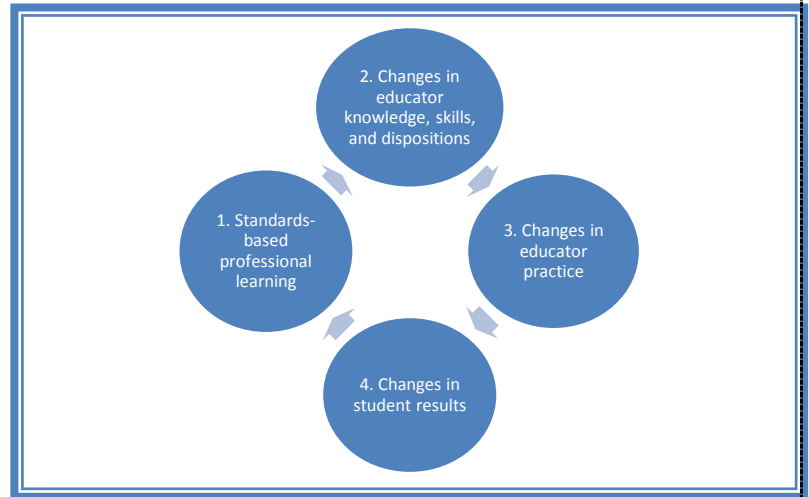 2. Changes in
educator
knowledge, skills,
and dispositions
1. Standards-
based
professional
learning
3. Changes in
educator
practice
4. Changes in
student results